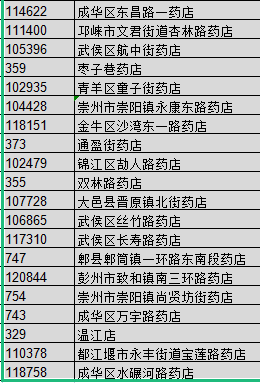 114622 成华区东昌路一药店
111400 邛崃市文君街道杏林路药店
105396 武侯区航中街药店
359 枣子巷药店
102935 青羊区童子街药店
104428 崇州市崇阳镇永康东路药店
118151 金牛区沙湾东一路药店
373 通盈街药店
102479 锦江区劼人路药店
355 双林路药店
107728 大邑县晋原镇北街药店
106865 武侯区丝竹路药店
117310 武侯区长寿路药店
747 郫县郫筒镇一环路东南段药店
120844 彭州市致和镇南三环路药店
754 崇州市崇阳镇尚贤坊街药店
743 成华区万宇路药店
329 温江店
110378 都江堰市永丰街道宝莲路药店
118758 成华区水碾河路药店